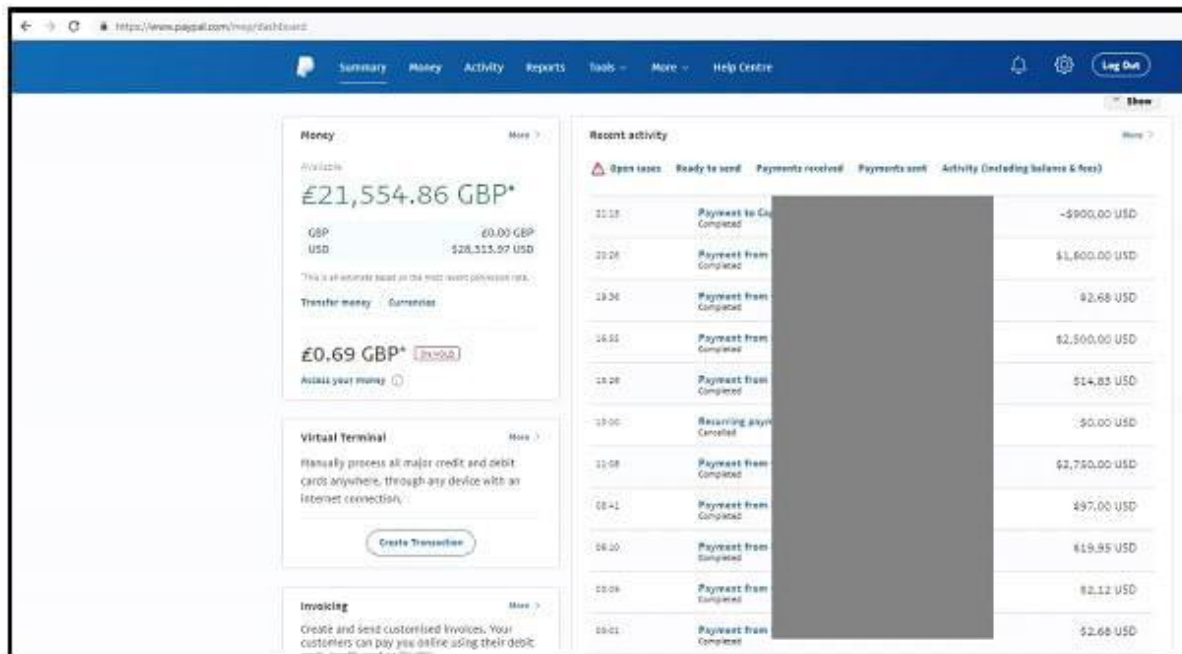 https://www.paypal.com/mep/dashboard
Summary Money Activity Reports Tools More Help Centre Log Out
Show
Money More
Available
£21,554.86 GBP*
GBP £0.00 GBP
USD $28,313.97 USD
*This is an estimate based on the most recent conversion rate.
Transfer money Currencies
£0.69 GBP* ON HOLD
Access your money
Virtual Terminal More
Manually process all major credit and debit
cards anywhere, through any device with an
internet connection.
Create Transaction
Invoicing More
Create and send customised invoices. Your
customers can pay you online using their debit
Recent activity More
Open cases Ready to send Payments received Payments sent Activity (including balance & fees)
Payment to -$900.00 USD
Completed
Payment from
Completed
19:36 Payment from $2.68 USD
Completed
Payment from $2,500.00 USD
Completed
Payment from $14.83 USD
Completed
Recurring $0.00 USD
Cancelled
11:08 Payment from $2,750.00 USD
Completed
08:41 Payment from $97.00 USD
Completed
Payment from $19.95 USD
Completed
Payment from $2.12 USD
Completed
Payment from $2.68 USD
Completed